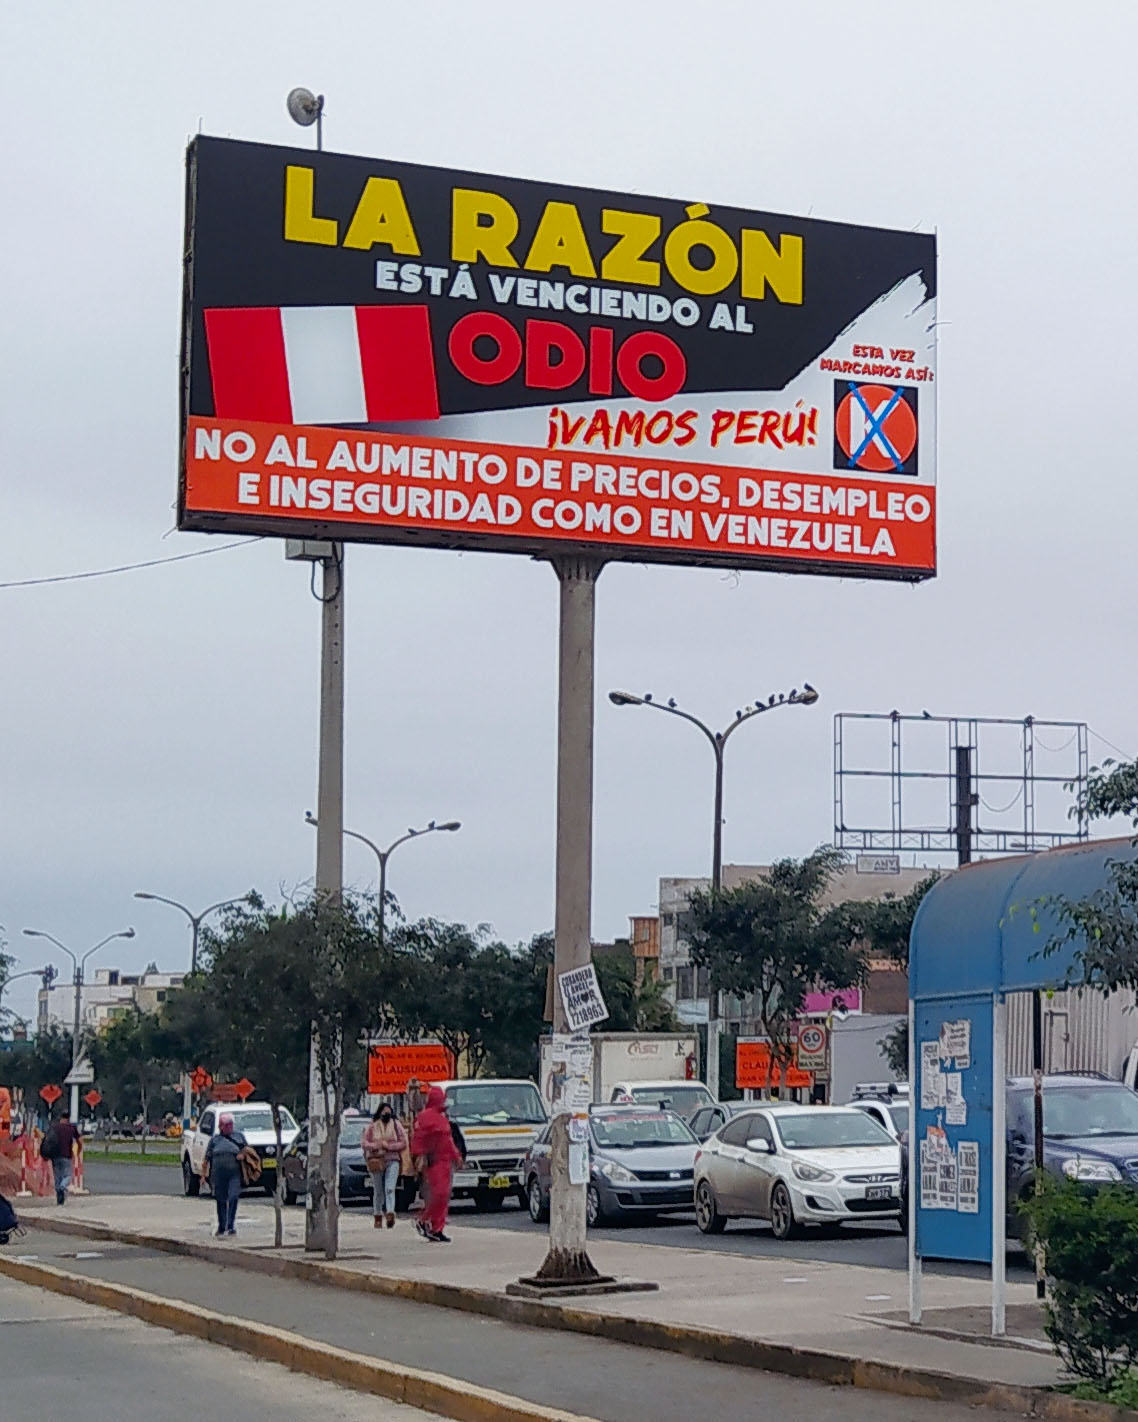 LA RAZÓN
ESTÁ VENCIENDO AL
ODIO
ESTA VEZ
MARCAMOS ASÍ:
K
¡VAMOS PERÚ!
NO AL AUMENTO DE PRECIOS, DESEMPLEO
E INSEGURIDAD COMO EN VENEZUELA
AMOR
CLAUSURADA
60